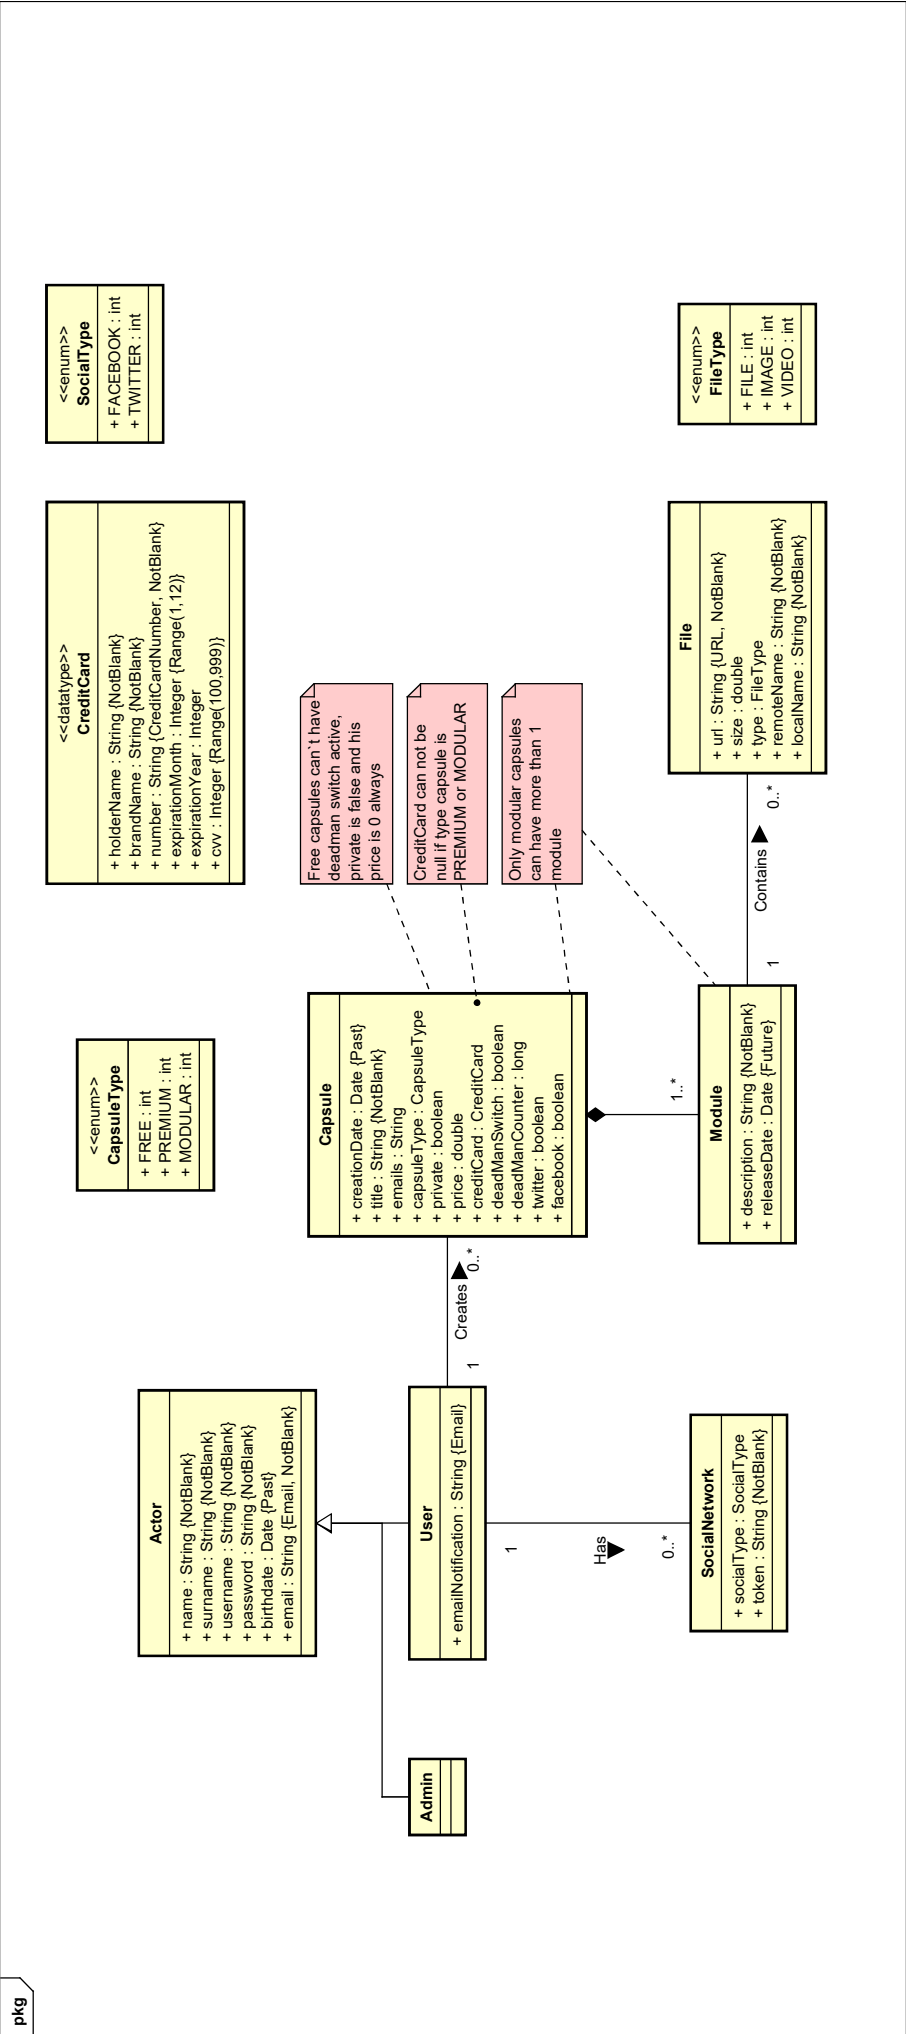 pkg
<<enum>>
CapsuleType
+ FREE : int
+ PREMIUM : int
+ MODULAR : int
<<datatype>>
CreditCard
+ holderName : String {NotBlank}
+ brandName : String {NotBlank}
+ number : String {CreditCardNumber, NotBlank}
+ expirationMonth : Integer {Range(1,12)}
+ expirationYear : Integer
+ cvv : Integer {Range(100,999)}
<<enum>>
SocialType
+ FACEBOOK : int
+ TWITTER : int
Actor
+ name : String {NotBlank}
+ surname : String {NotBlank}
+ username : String {NotBlank}
+ password : String {NotBlank}
+ birthdate : Date {Past}
+ email : String {Email, NotBlank}
Admin
User
+ emailNotification : String {Email}
1
Creates
0..*
Capsule
+ creationDate : Date {Past}
+ title : String {NotBlank}
+ emails : String
+ capsuleType : CapsuleType
+ private : boolean
+ price : double
+ creditCard : CreditCard
+ deadManSwitch : boolean
+ deadManCounter : long
+ twitter : boolean
+ facebook : boolean
Free capsules can`t have
deadman switch active,
private is false and his
price is 0 always
CreditCard can not be
null if type capsule is
PREMIUM or MODULAR
Only modular capsules
can have more than 1
module
1
Has
0..*
SocialNetwork
+ socialType : SocialType
+ token : String {NotBlank}
1..*
Module
+ description : String {NotBlank}
+ releaseDate : Date {Future}
1
Contains
0..*
File
+ url : String {URL, NotBlank}
+ size : double
+ type : FileType
+ remoteName : String {NotBlank}
+ localName : String {NotBlank}
<<enum>>
FileType
+ FILE : int
+ IMAGE : int
+ VIDEO : int